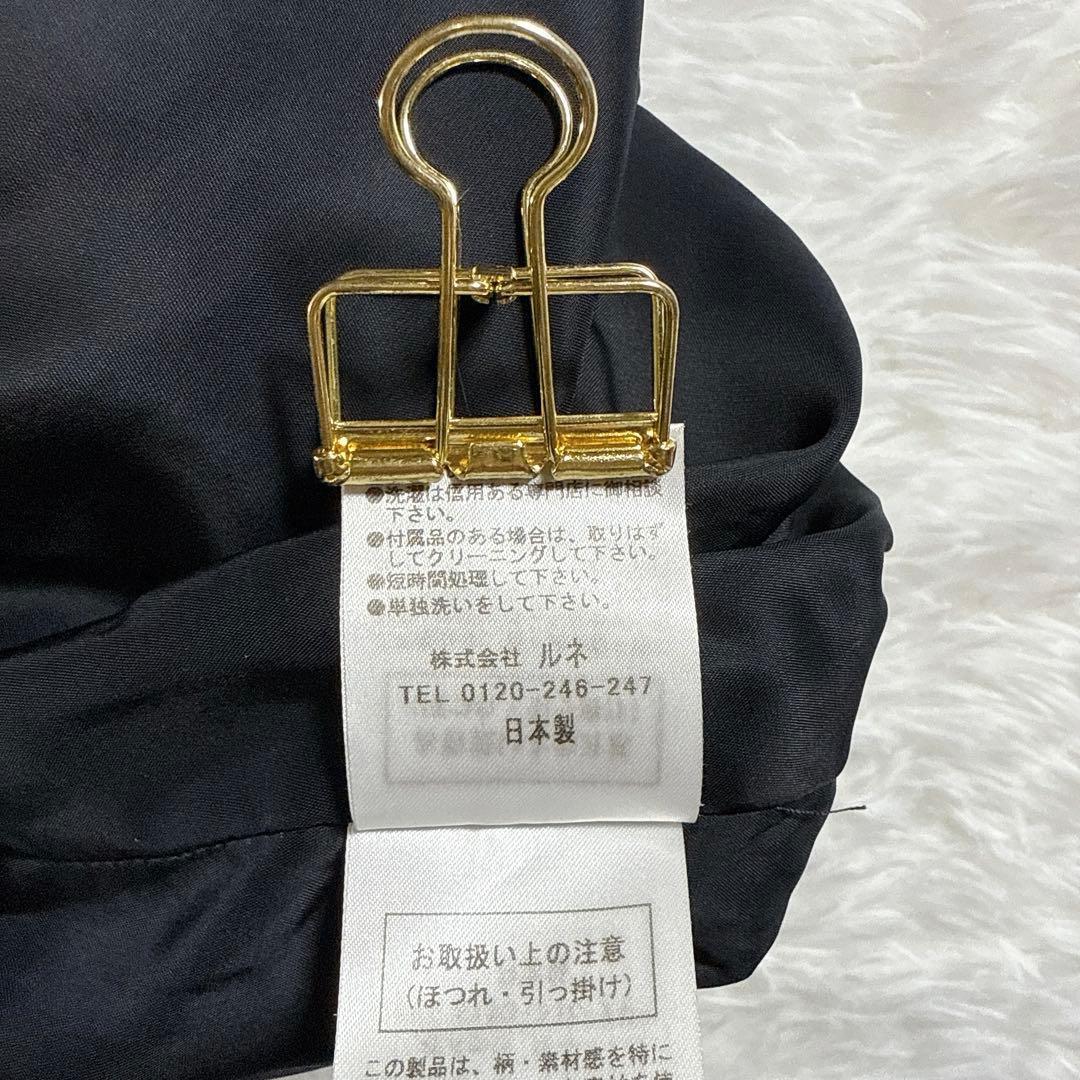 ●洗濯は信用ある専門店に御相談
下さい。
●付属品のある場合は、取りはず
してクリーニングして下さい。
●短時間処理して下さい。
●単独洗いをして下さい。
株式会社 ルネ
TEL 0120-246-247
日本製
お取扱い上の注意
(ほつれ・引っ掛け)
この製品は、柄・素材感を特に